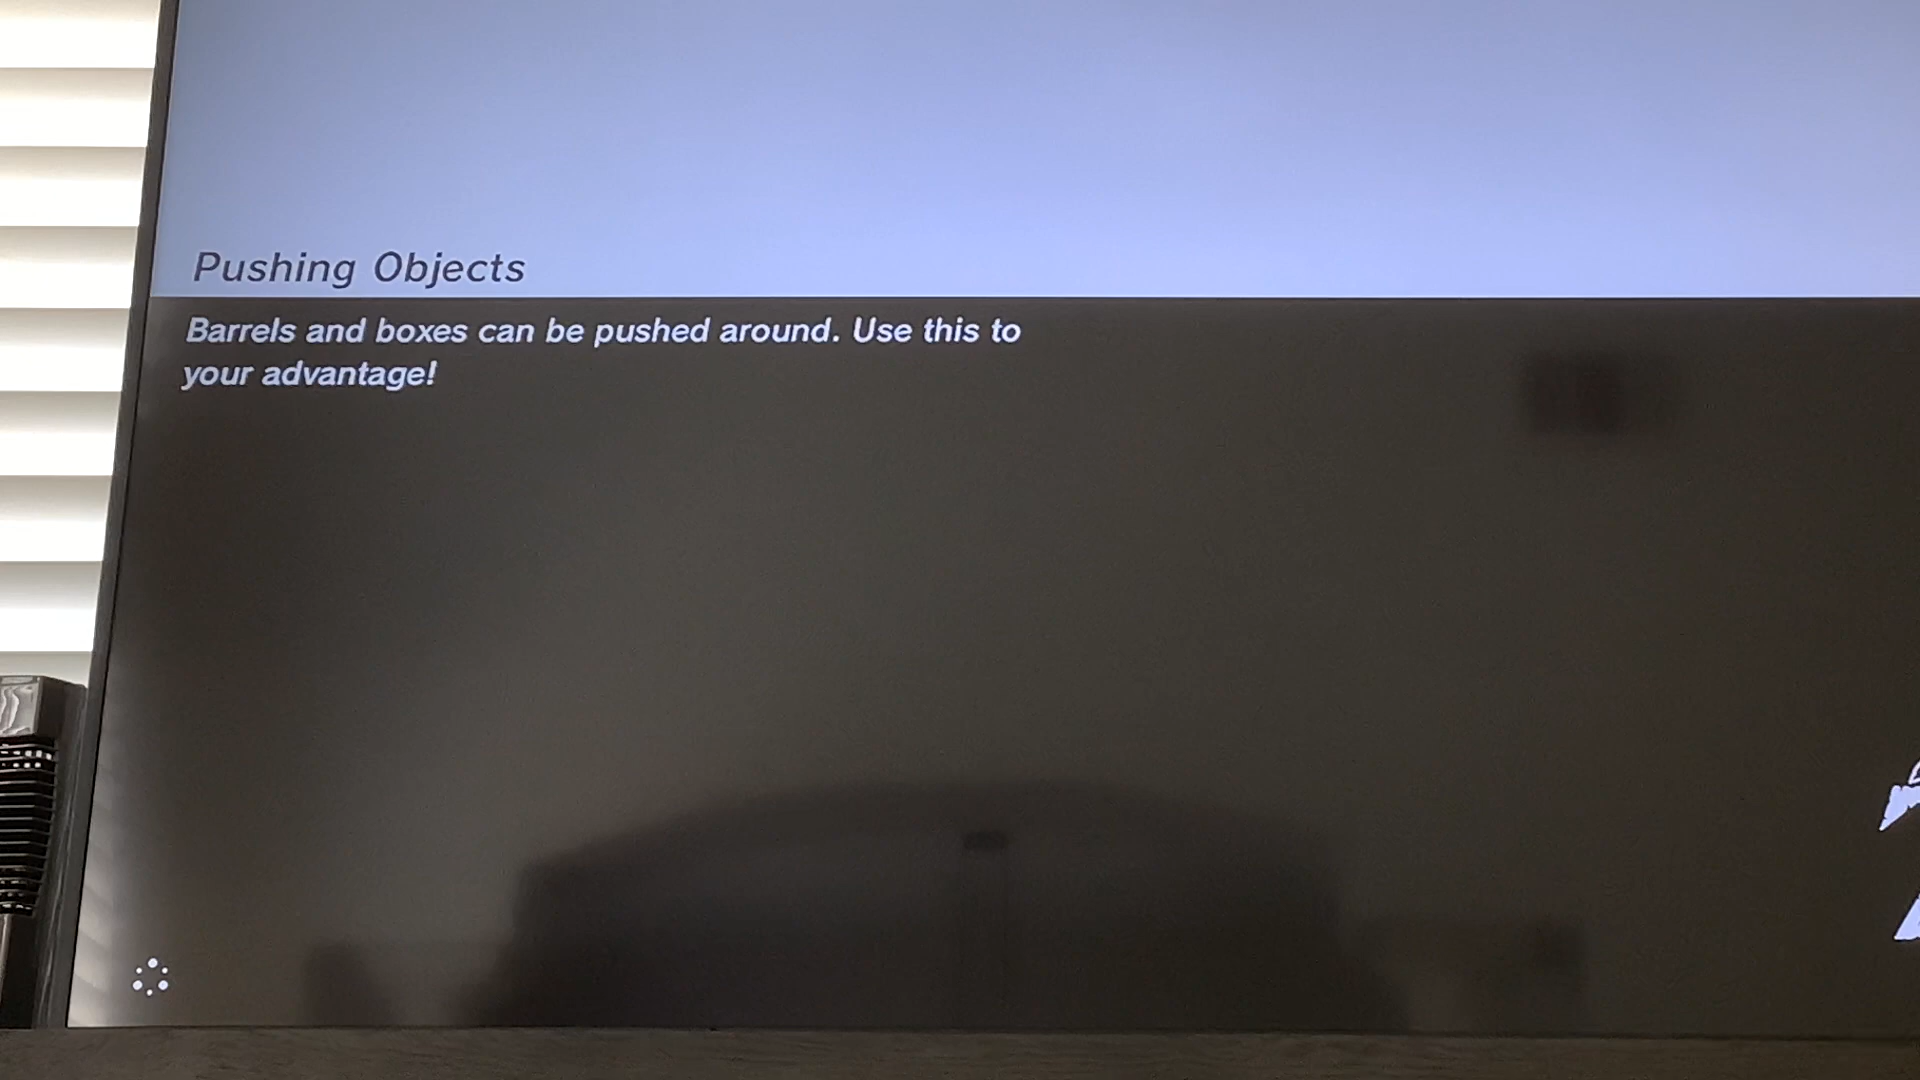 Pushing Objects
Barrels and boxes can be pushed around. Use this to
your advantage!